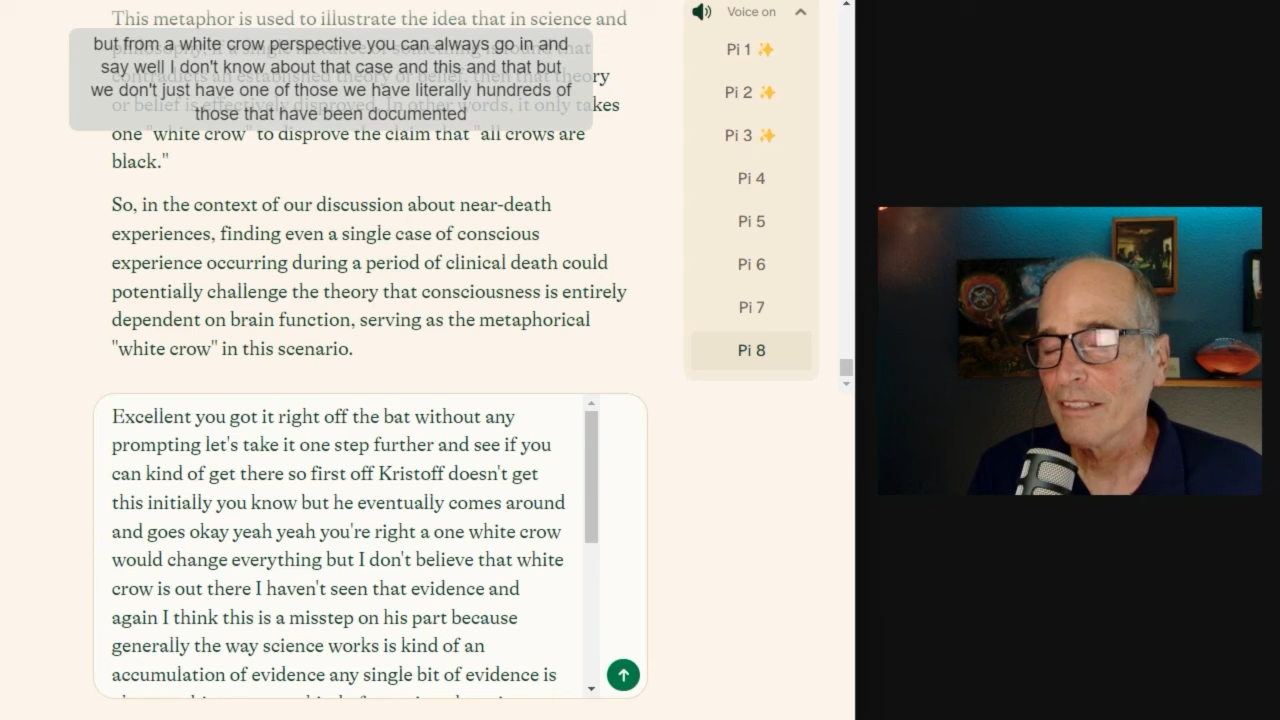 This metaphor is used to illustrate the idea that in science and
but from a white crow perspective you can always go in and
say well I don't know about that case and this and that but
we don't just have one of those we have literally hundreds of
those that have been documented
contradicts an established theory or belief, then that theory
or belief is effectively disproved. In other words, it only takes
one "white crow" to disprove the claim that "all crows are
black."
So, in the context of our discussion about near-death
experiences, finding even a single case of conscious
experience occurring during a period of clinical death could
potentially challenge the theory that consciousness is entirely
dependent on brain function, serving as the metaphorical
"white crow" in this scenario.
Excellent you got it right off the bat without any
prompting let's take it one step further and see if you
can kind of get there so first off Kristoff doesn't get
this initially you know but he eventually comes around
and goes okay yeah yeah you're right a one white crow
would change everything but I don't believe that white
crow is out there I haven't seen that evidence and
again I think this is a misstep on his part because
generally the way science works is kind of an
accumulation of evidence any single bit of evidence is
Voice on
Pi 1
Pi 2
Pi 3
Pi 4
Pi 5
Pi 6
Pi 7
Pi 8